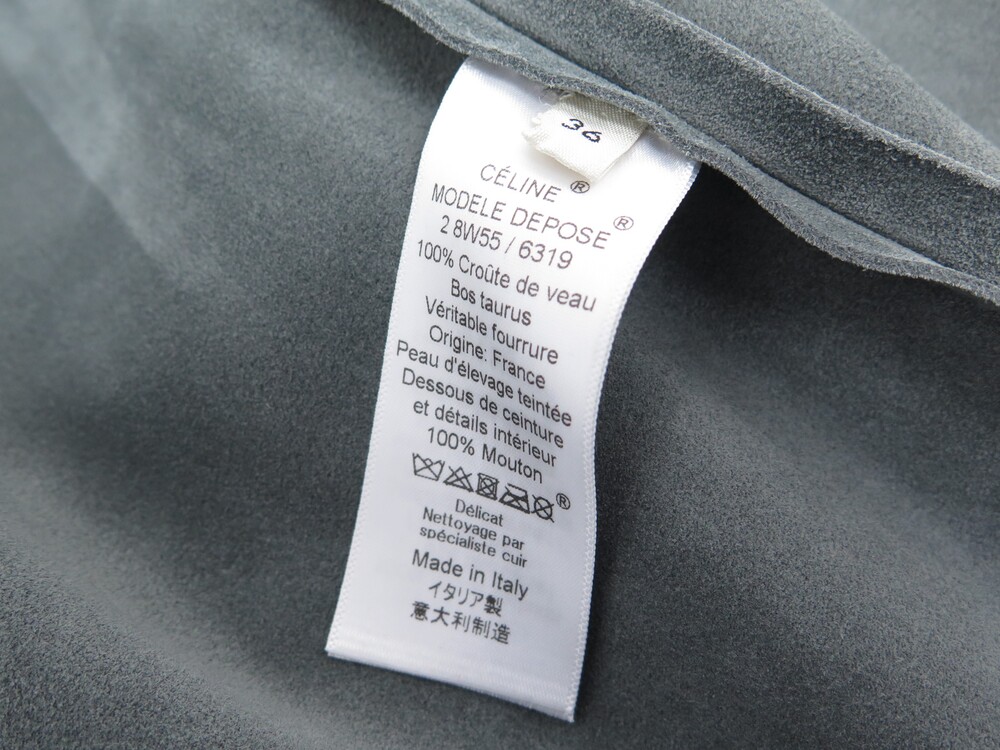 36
CÉLINE ®
MODELE DEPOSE ®
2 8W55 / 6319
100% Croûte de veau
Bos taurus
Véritable fourrure
Origine: France
Peau d'élevage teintée
Dessous de ceinture
et détails intérieur
100% Mouton
®
Délicat
Nettoyage par
spécialiste cuir
Made in Italy
イタリア製
意大利制造